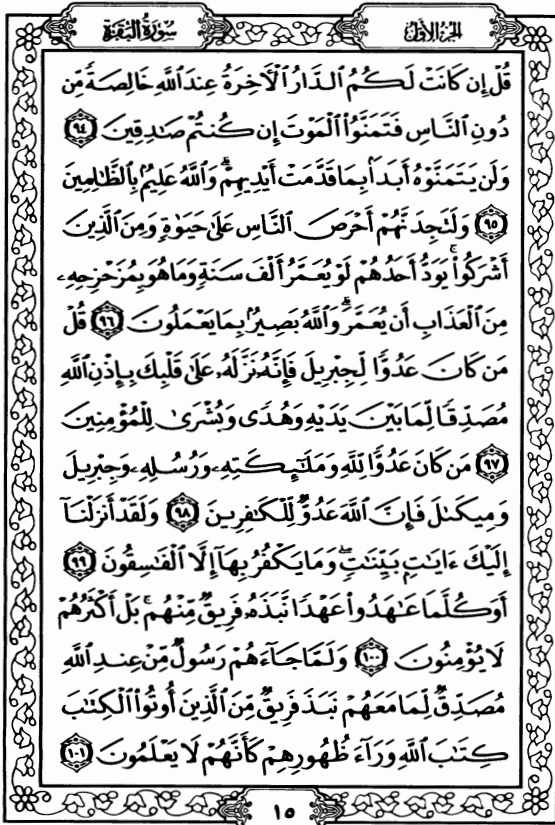 سُورَةُ البَقَرَةِ
الجُزْءُ الأَوَّلُ
قُلْ إِن كَانَتْ لَكُمُ ٱلدَّارُ ٱلْأَخِرَةُ عِندَ ٱللَّهِ خَالِصَةً مِّن
دُونِ ٱلنَّاسِ فَتَمَنَّوُا۟ ٱلْمَوْتَ إِن كُنتُمْ صَٰدِقِينَ ٩٤
وَلَن يَتَمَنَّوْهُ أَبَدًۢا بِمَا قَدَّمَتْ أَيْدِيهِمْ ۗ وَٱللَّهُ عَلِيمٌۢ بِٱلظَّٰلِمِينَ
٩٥ وَلَتَجِدَنَّهُمْ أَحْرَصَ ٱلنَّاسِ عَلَىٰ حَيَوٰةٍ وَمِنَ ٱلَّذِينَ
أَشْرَكُوا۟ ۚ يَوَدُّ أَحَدُهُمْ لَوْ يُعَمَّرُ أَلْفَ سَنَةٍ وَمَا هُوَ بِمُزَحْزِحِهِۦ
مِنَ ٱلْعَذَابِ أَن يُعَمَّرَ ۗ وَٱللَّهُ بَصِيرٌۢ بِمَا يَعْمَلُونَ ٩٦ قُلْ
مَن كَانَ عَدُوًّا لِّجِبْرِيلَ فَإِنَّهُۥ نَزَّلَهُۥ عَلَىٰ قَلْبِكَ بِإِذْنِ ٱللَّهِ
مُصَدِّقًا لِّمَا بَيْنَ يَدَيْهِ وَهُدًى وَبُشْرَىٰ لِلْمُؤْمِنِينَ
٩٧ مَن كَانَ عَدُوًّا لِّلَّهِ وَمَلَٰٓئِكَتِهِۦ وَرُسُلِهِۦ وَجِبْرِيلَ
وَمِيكَىٰلَ فَإِنَّ ٱللَّهَ عَدُوٌّ لِّلْكَٰفِرِينَ ٩٨ وَلَقَدْ أَنزَلْنَآ
إِلَيْكَ ءَايَٰتٍۭ بَيِّنَٰتٍ ۖ وَمَا يَكْفُرُ بِهَآ إِلَّا ٱلْفَٰسِقُونَ ٩٩
أَوَكُلَّمَا عَٰهَدُوا۟ عَهْدًا نَّبَذَهُۥ فَرِيقٌ مِّنْهُم ۚ بَلْ أَكْثَرُهُمْ
لَا يُؤْمِنُونَ ١٠٠ وَلَمَّا جَآءَهُمْ رَسُولٌ مِّنْ عِندِ ٱللَّهِ
مُصَدِّقٌ لِّمَا مَعَهُمْ نَبَذَ فَرِيقٌ مِّنَ ٱلَّذِينَ أُوتُوا۟ ٱلْكِتَٰبَ
كِتَٰبَ ٱللَّهِ وَرَآءَ ظُهُورِهِمْ كَأَنَّهُمْ لَا يَعْلَمُونَ ١٠١
١٥